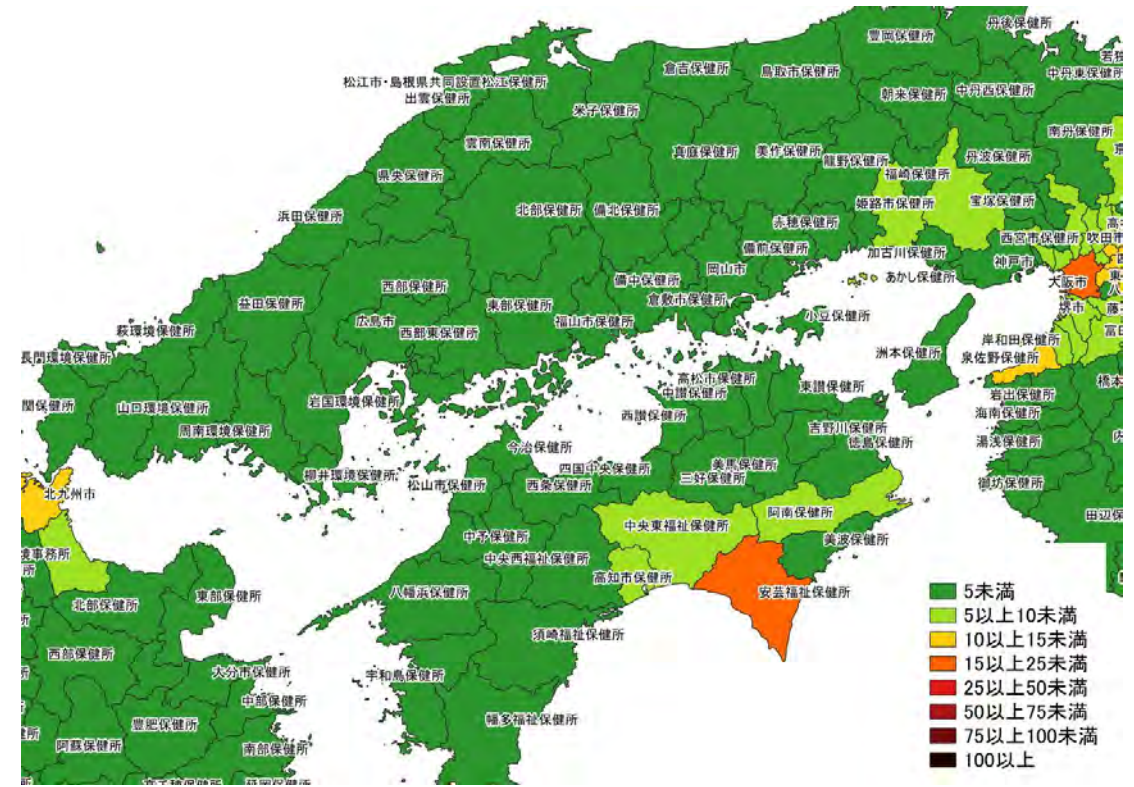 丹後保健所
豊岡保健所
若狭
倉吉保健所
鳥取市保健所
中丹東保健所
松江市・島根県共同設置松江保健所
出雲保健所
米子保健所
朝来保健所
中丹西保健所
南丹保健所
雲南保健所
真庭保健所
美作保健所
龍野保健所
丹波保健所
県央保健所
福崎保健所
浜田保健所
北部保健所
備北保健所
姫路市保健所
宝塚保健所
赤穂保健所
西宮市保健所
吹田市
備前保健所
加古川保健所
神戸市
岡山市
あかし保健所
大阪市
備中保健所
西部保健所
倉敷市保健所
益田保健所
東部保健所
堺市
小豆保健所
広島市
福山市保健所
萩環境保健所
西部東保健所
岸和田保健所
長門環境保健所
洲本保健所
泉佐野保健所
高松市保健所
橋本
中讃保健所
東讃保健所
岩出保健所
関保健所
山口環境保健所
岩国環境保健所
西讃保健所
海南保健所
周南環境保健所
吉野川保健所
徳島保健所
湯浅保健所
今治保健所
四国中央保健所
美馬保健所
柳井環境保健所
三好保健所
松山市保健所
西条保健所
御坊保健所
北九州市
阿南保健所
田辺保
中央東福祉保健所
中予保健所
美波保健所
境事務所
中央西福祉保健所
高知市保健所
八幡浜保健所
安芸福祉保健所
北部保健所
東部保健所
須崎福祉保健所
西部保健所
大分市保健所
宇和島保健所
中部保健所
幡多福祉保健所
豊肥保健所
阿蘇保健所
南部保健所
高千穂保健所
延岡保健所
5未満
5以上10未満
10以上15未満
15以上25未満
25以上50未満
50以上75未満
75以上100未満
100以上